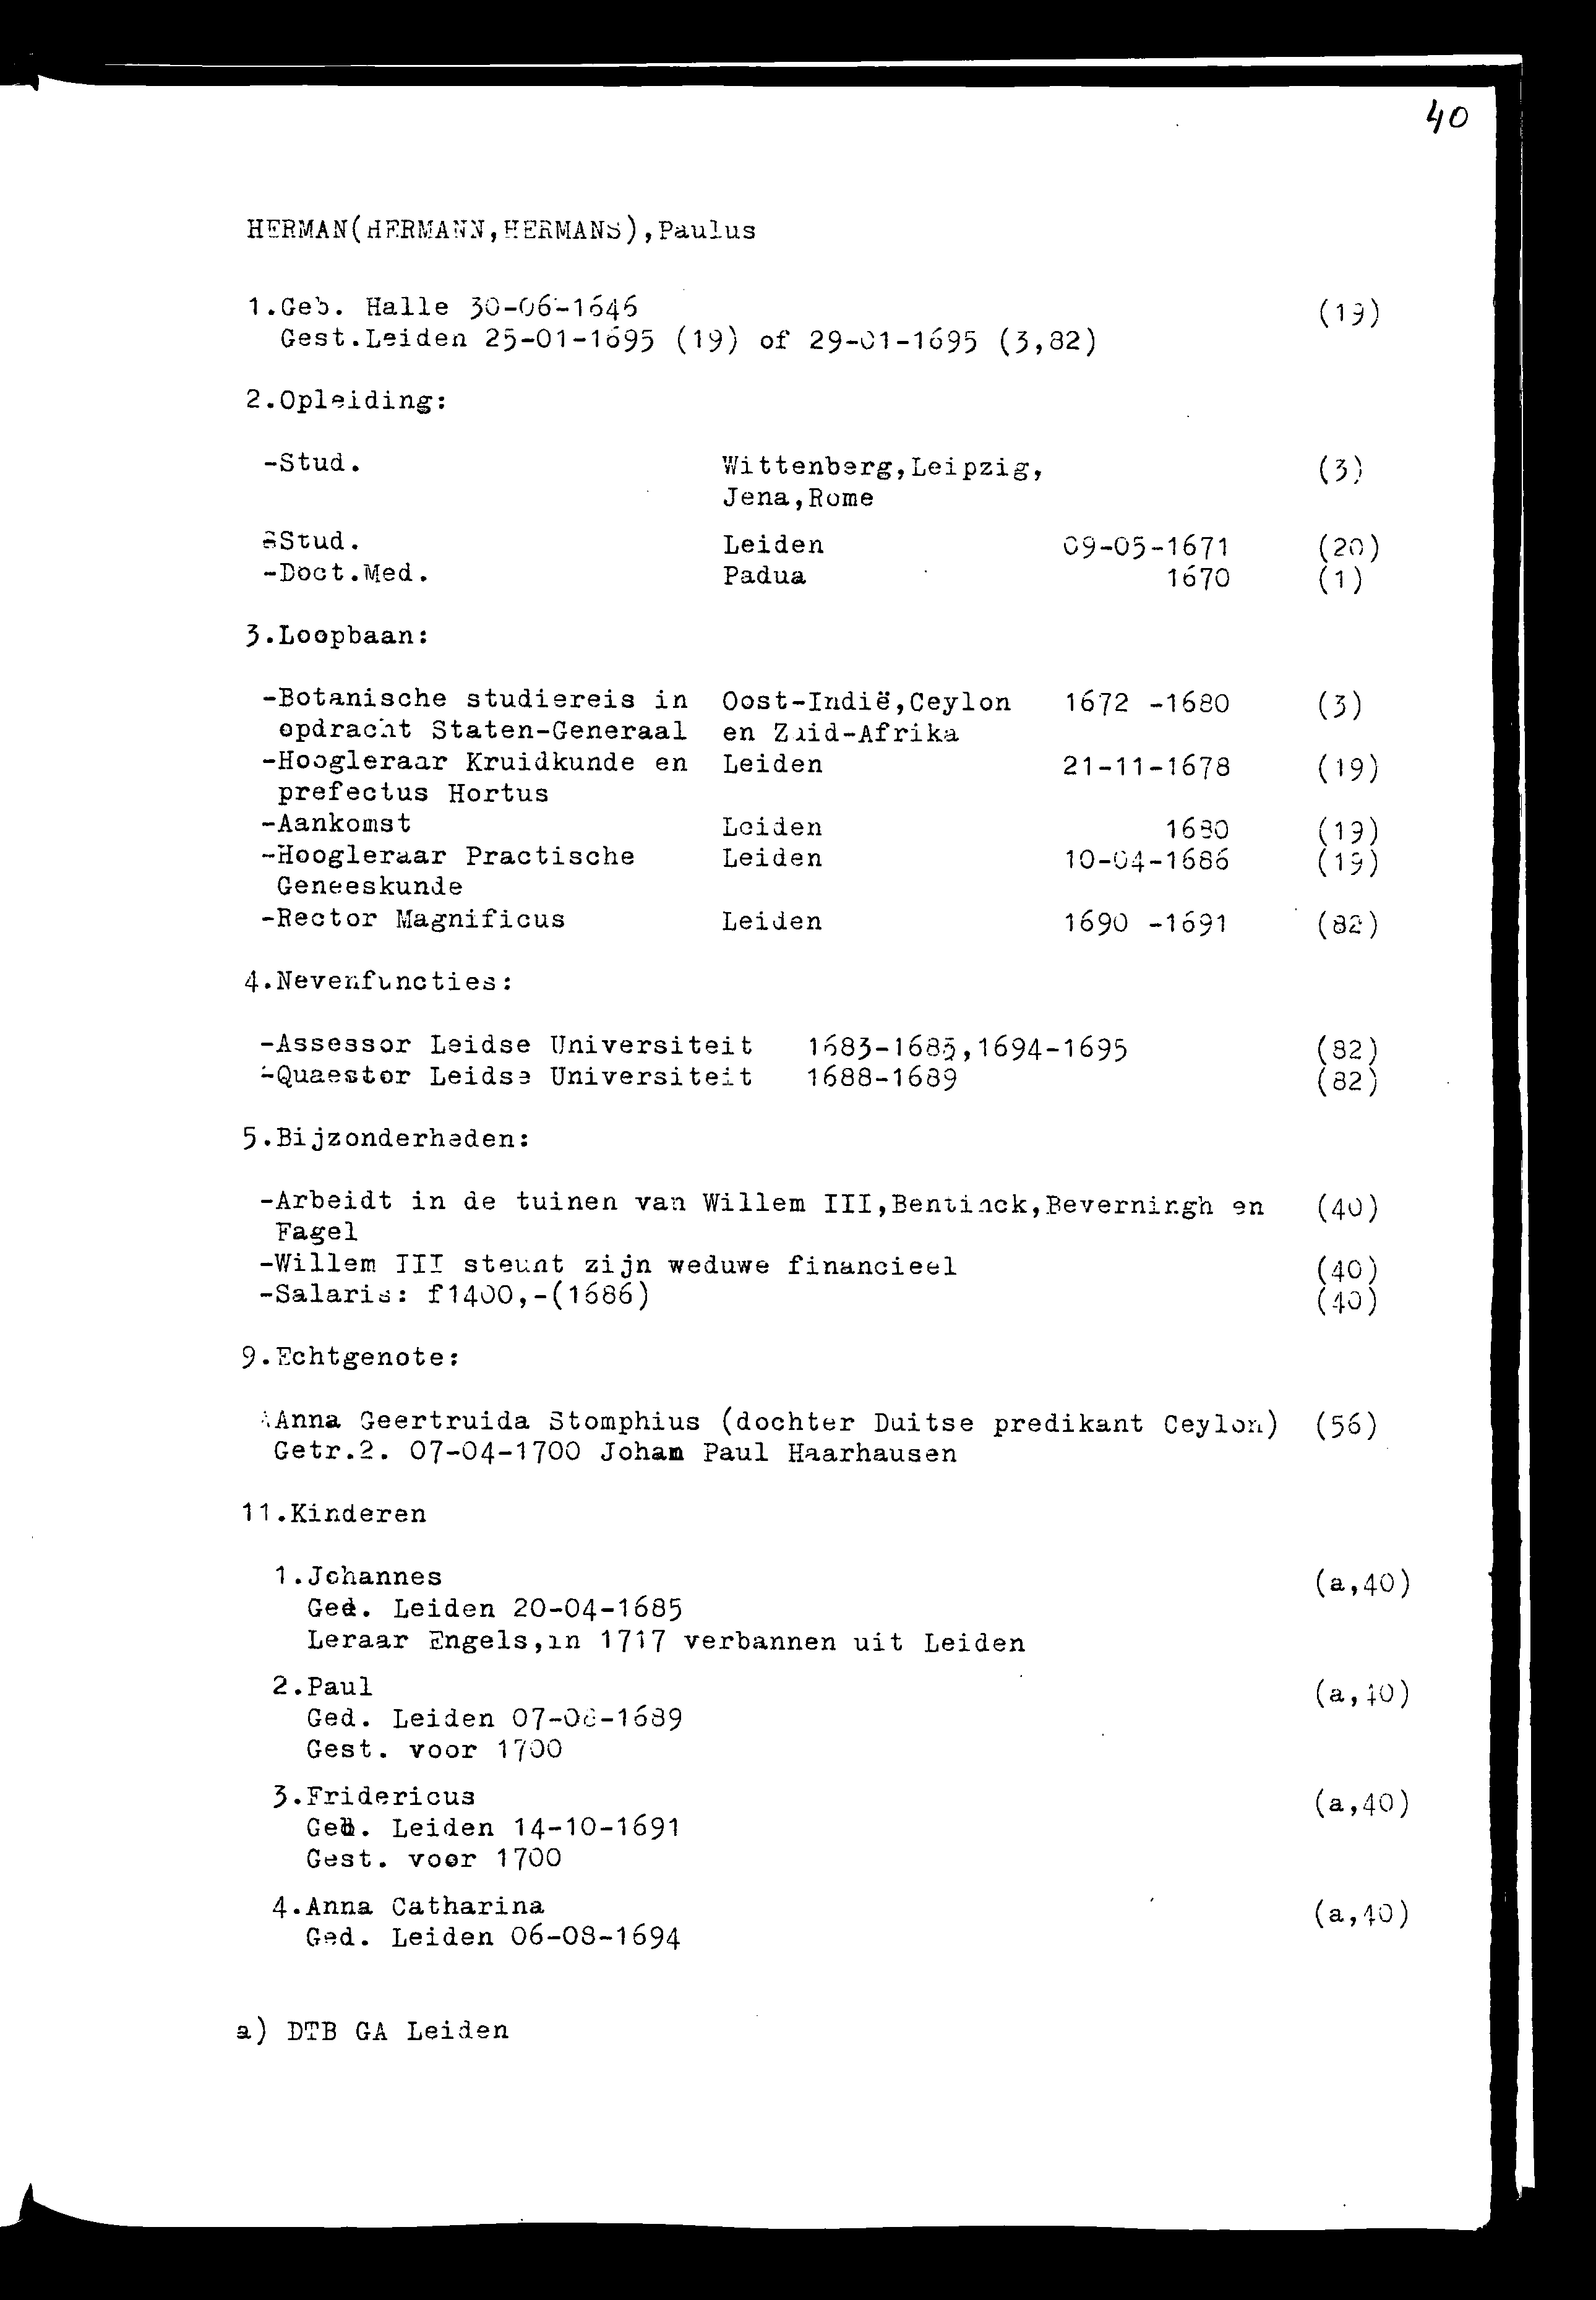 40
HERMAN(HERMANN,HERMANS),Paulus
1.Geb. Halle 30-06-1646 (19)
Gest.Leiden 25-01-1695 (19) of 29-01-1695 (3,82)
2.Opleiding:
-Stud. Wittenberg,Leipzig, (3)
Jena,Rome
-Stud. Leiden 09-05-1671 (20)
-Doct.Med. Padua 1670 (1)
3.Loopbaan:
-Botanische studiereis in Oost-Indië,Ceylon 1672 -1680 (3)
opdracht Staten-Generaal en Zuid-Afrika
-Hoogleraar Kruidkunde en Leiden 21-11-1678 (19)
prefectus Hortus
-Aankomst Leiden 1680 (19)
-Hoogleraar Practische Leiden 10-04-1686 (19)
Geneeskunde
-Rector Magnificus Leiden 1690 -1691 (82)
4.Nevenfuncties:
-Assessor Leidse Universiteit 1683-1685,1694-1695 (82)
-Quaestor Leidse Universiteit 1688-1689 (82)
5.Bijzonderheden:
-Arbeidt in de tuinen van Willem III,Bentinck,Beverningh en (40)
Fagel
-Willem III steunt zijn weduwe financieel (40)
-Salaris: f1400,-(1686) (40)
9.Echtgenote:
Anna Geertruida Stomphius (dochter Duitse predikant Ceylon) (56)
Getr.2. 07-04-1700 Johan Paul Haarhausen
11.Kinderen
1.Johannes (a,40)
Ged. Leiden 20-04-1685
Leraar Engels,in 1717 verbannen uit Leiden
2.Paul (a,40)
Ged. Leiden 07-08-1689
Gest. voor 1700
3.Fridericus (a,40)
Ged. Leiden 14-10-1691
Gest. voor 1700
4.Anna Catharina (a,40)
Ged. Leiden 06-08-1694
a) DTB GA Leiden